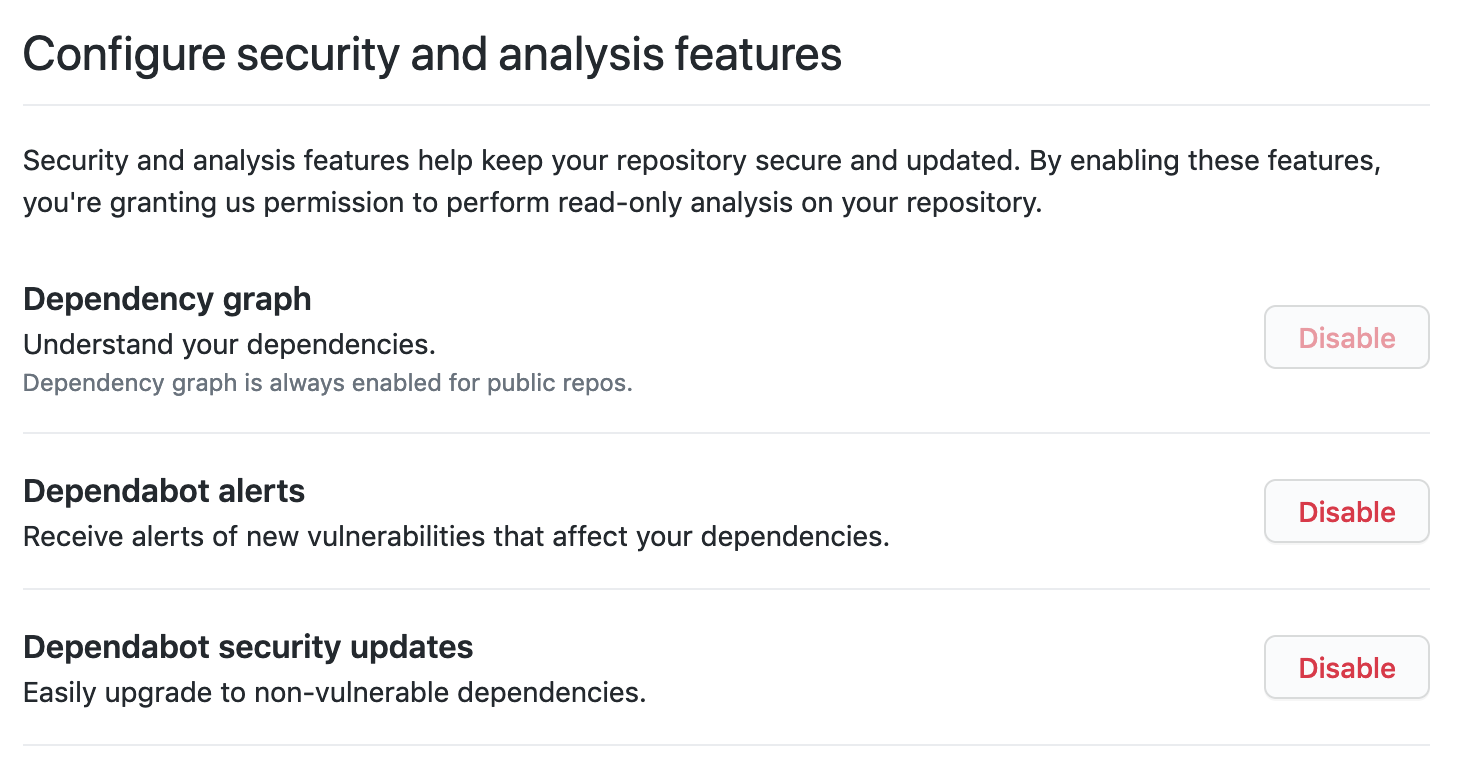 Configure security and analysis features
Security and analysis features help keep your repository secure and updated. By enabling these features,
you're granting us permission to perform read-only analysis on your repository.
Dependency graph
Understand your dependencies.
Dependency graph is always enabled for public repos.
Disable
Dependabot alerts
Receive alerts of new vulnerabilities that affect your dependencies.
Disable
Dependabot security updates
Easily upgrade to non-vulnerable dependencies.
Disable